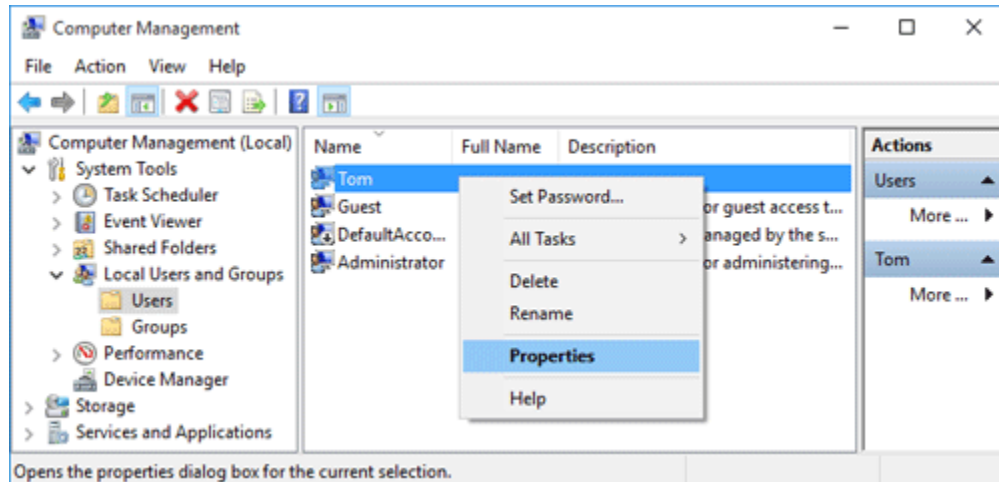 Computer Management
File Action View Help
Computer Management (Local)
System Tools
Task Scheduler
Event Viewer
Shared Folders
Local Users and Groups
Users
Groups
Performance
Device Manager
Storage
Services and Applications
Name Full Name Description
Tom
Guest or guest access t...
DefaultAcco... anaged by the s...
Administrator or administering...
Set Password...
All Tasks
Delete
Rename
Properties
Help
Actions
Users
More ...
Tom
More ...
Opens the properties dialog box for the current selection.